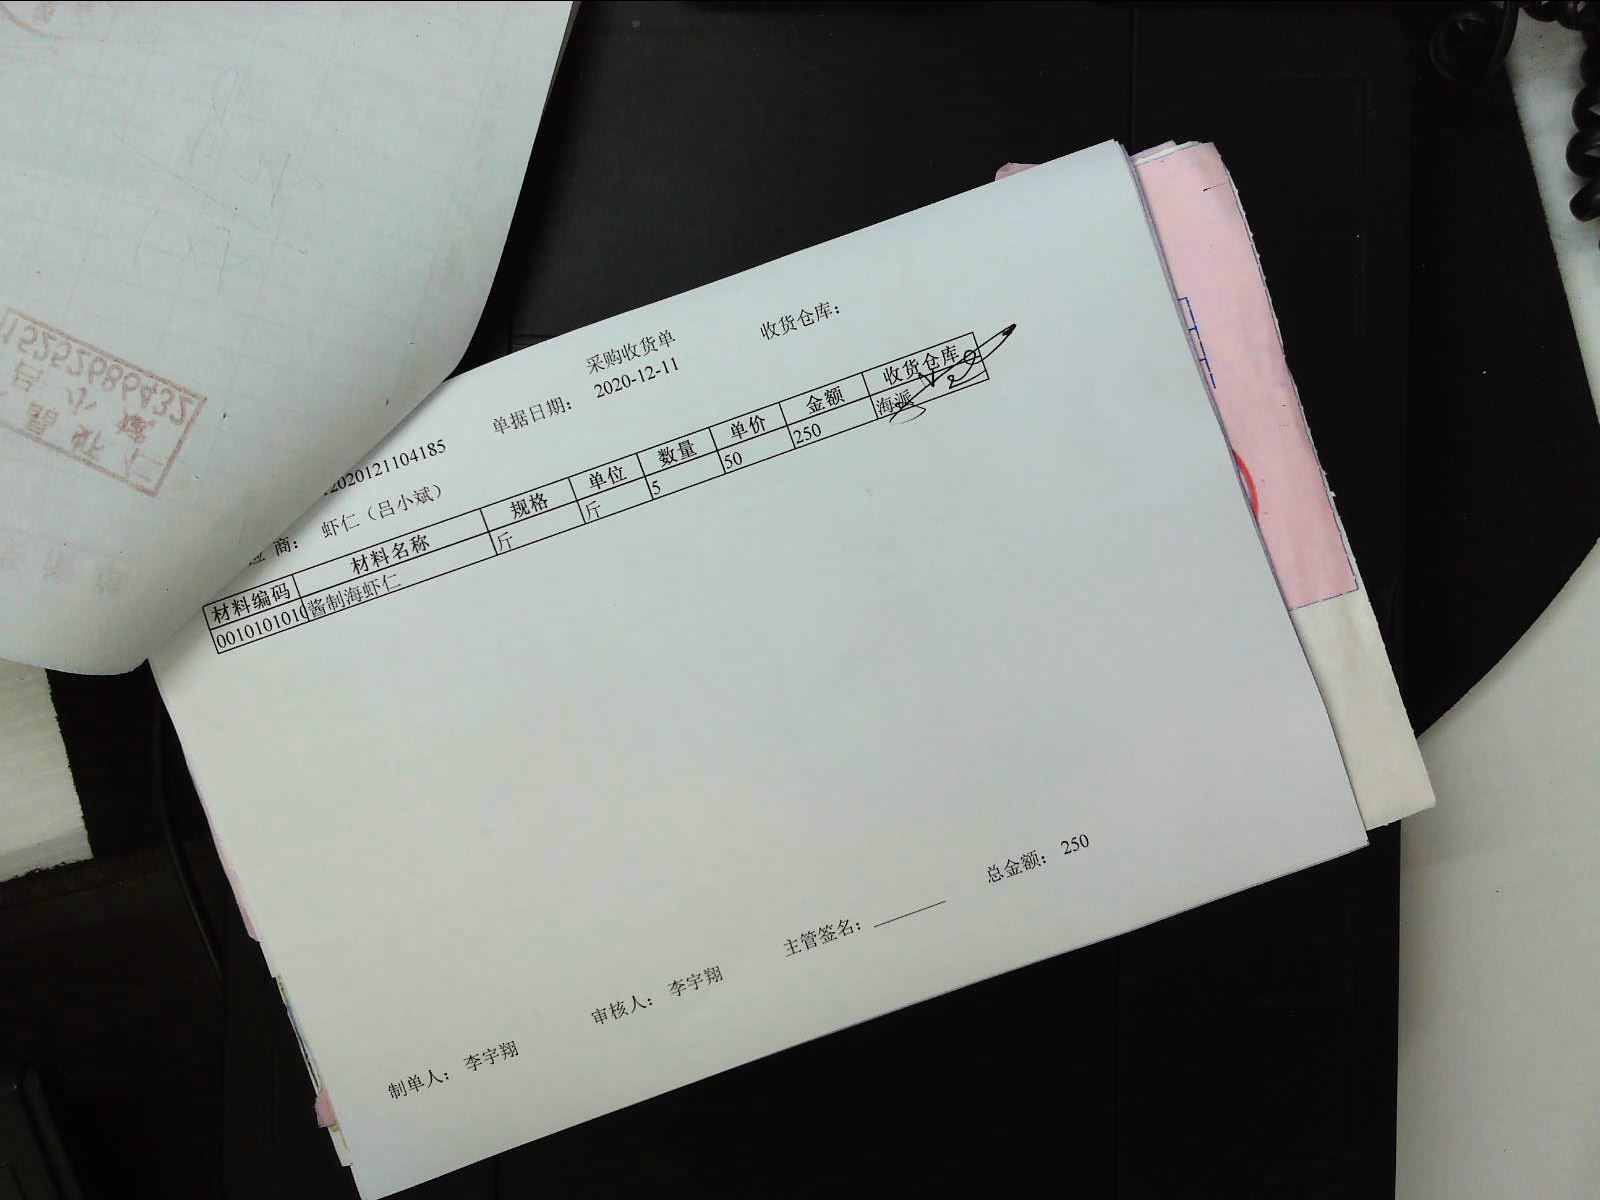 采购收货单 收货仓库：
2020120104185 单据日期： 2020-12-11
商： 虾仁（吕小斌）
材料编码 材料名称 规格 单位 数量 单价 金额 收货仓库
0010101010 酱制海虾仁 斤 斤 5 50 250 海派
制单人： 李宇翔 审核人： 李宇翔 主管签名： 总金额： 250
15252686432